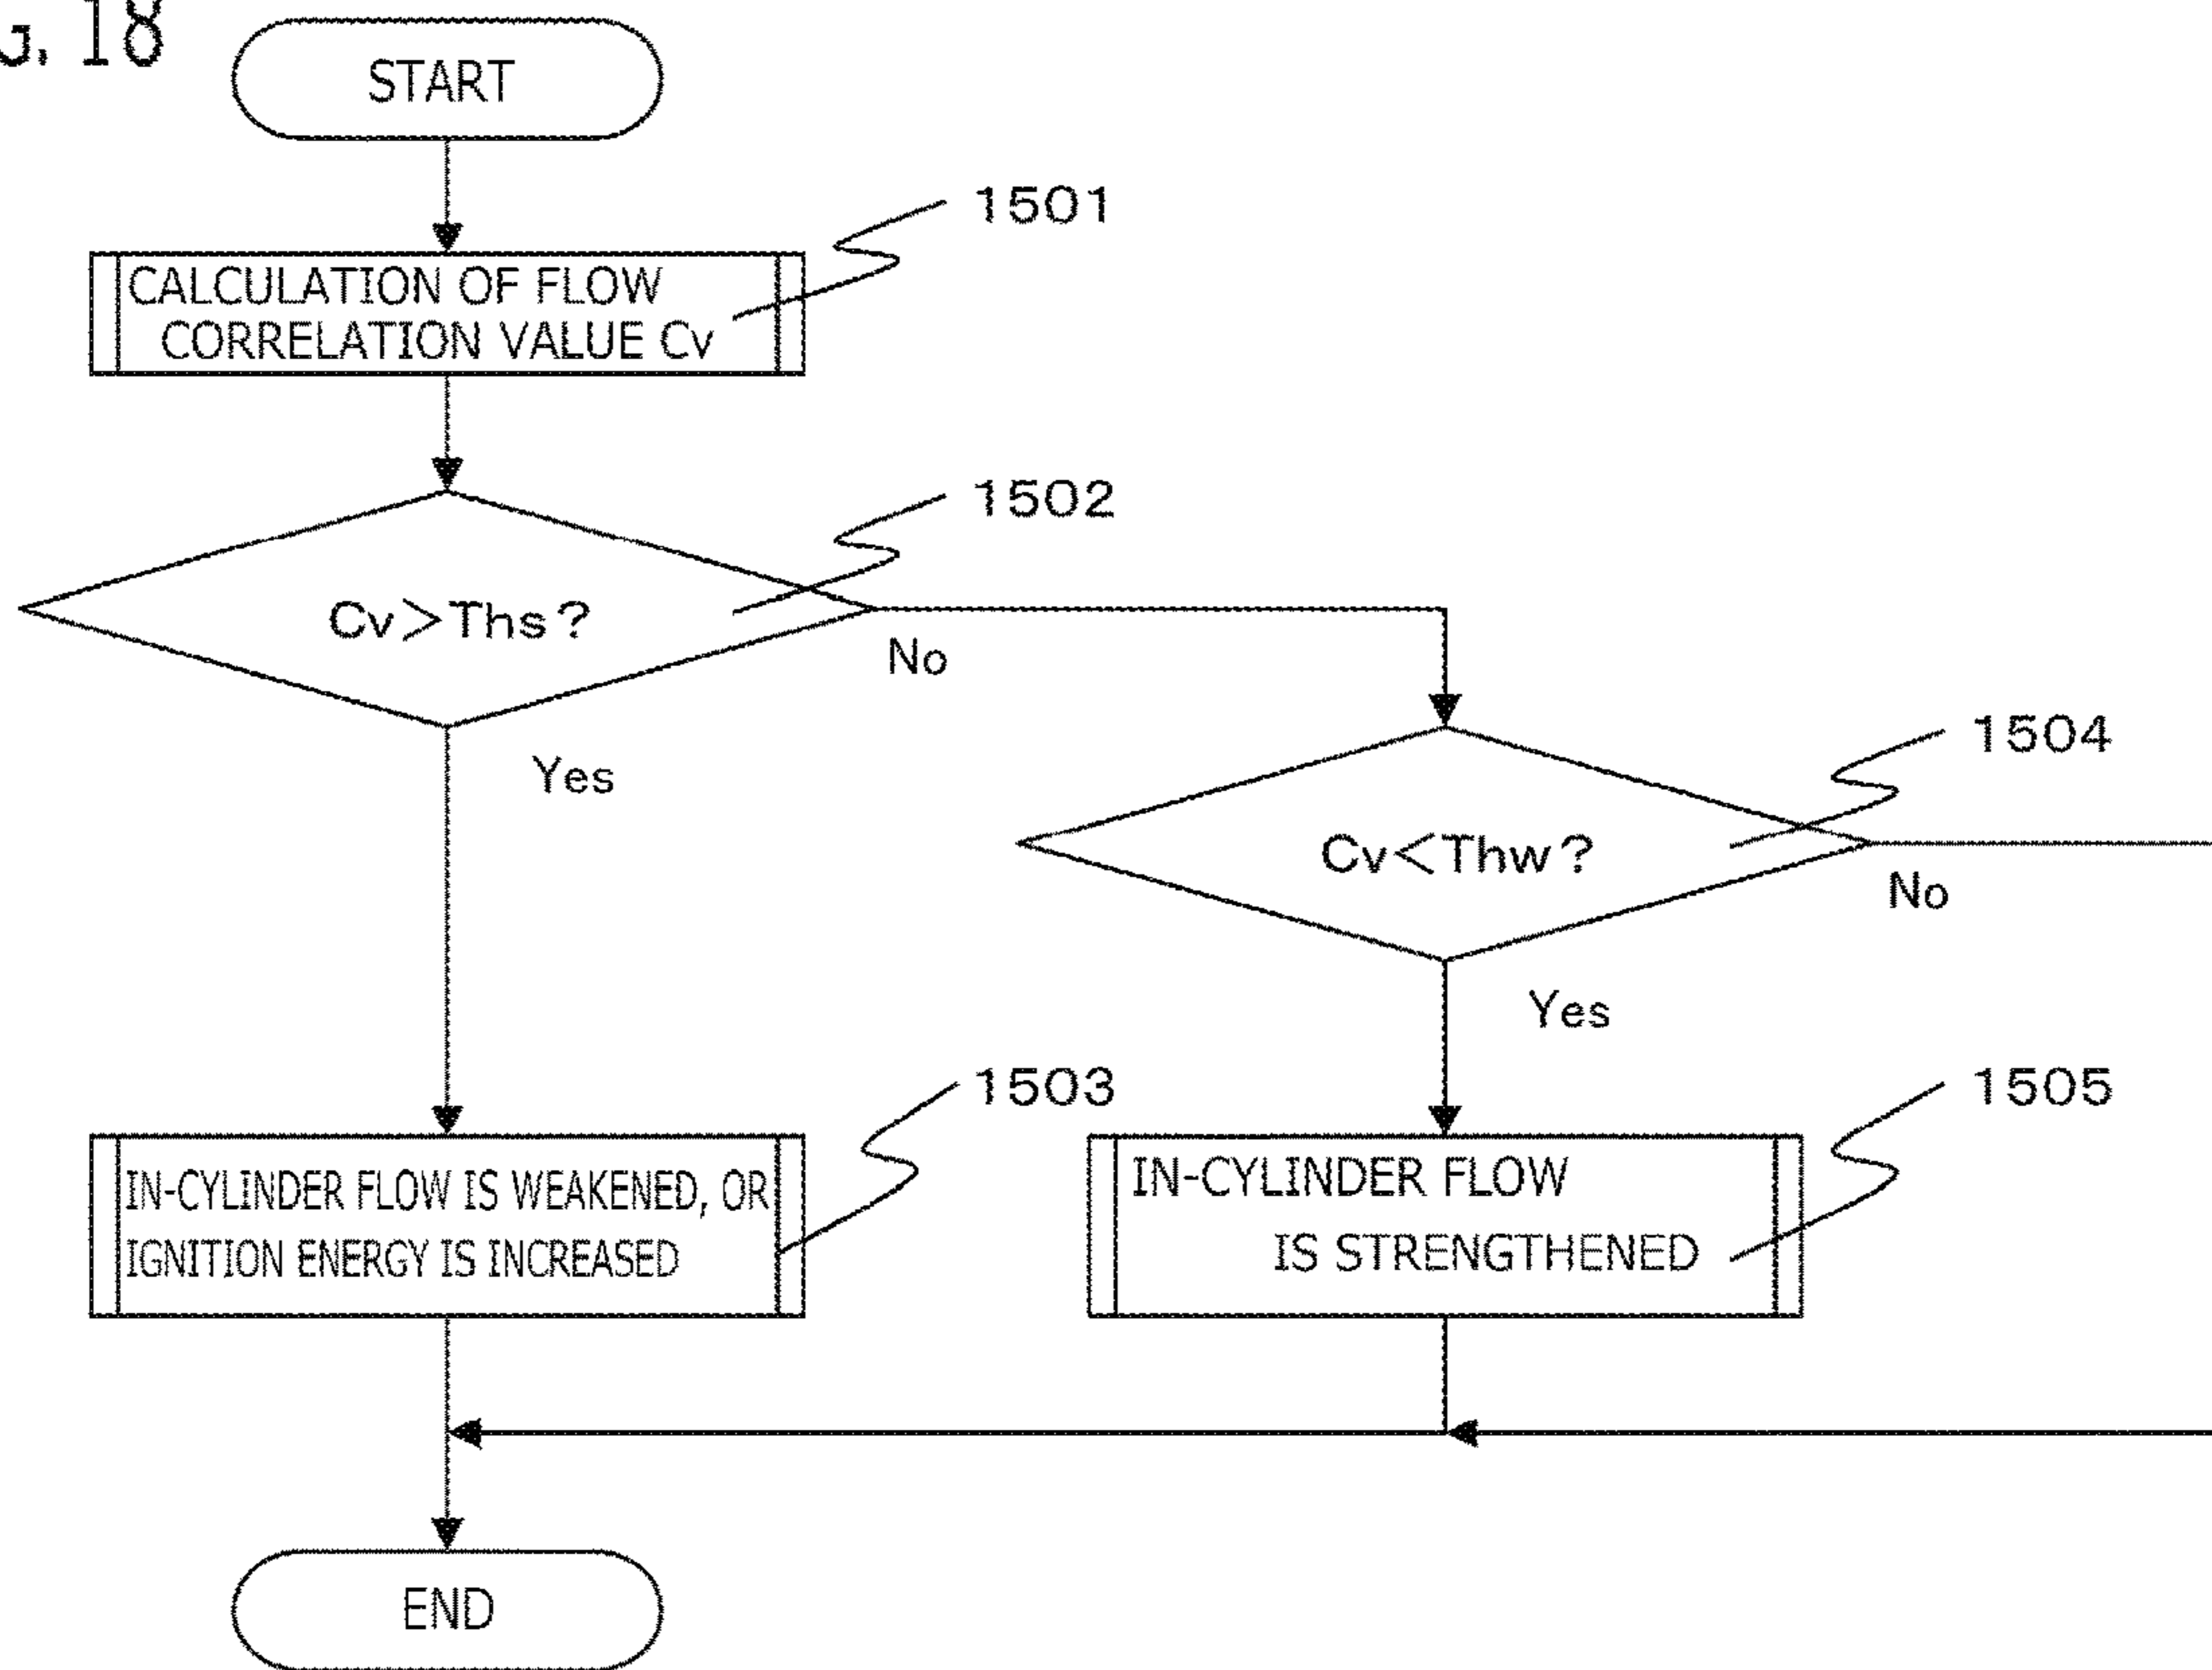 18
START
1501
CALCULATION OF FLOW
CORRELATION VALUE Cv
1502
Cv>Ths?
No
Yes
1504
Cv<Thw?
No
Yes
1503
IN-CYLINDER FLOW IS WEAKENED, OR
IGNITION ENERGY IS INCREASED
1505
IN-CYLINDER FLOW
IS STRENGTHENED
END